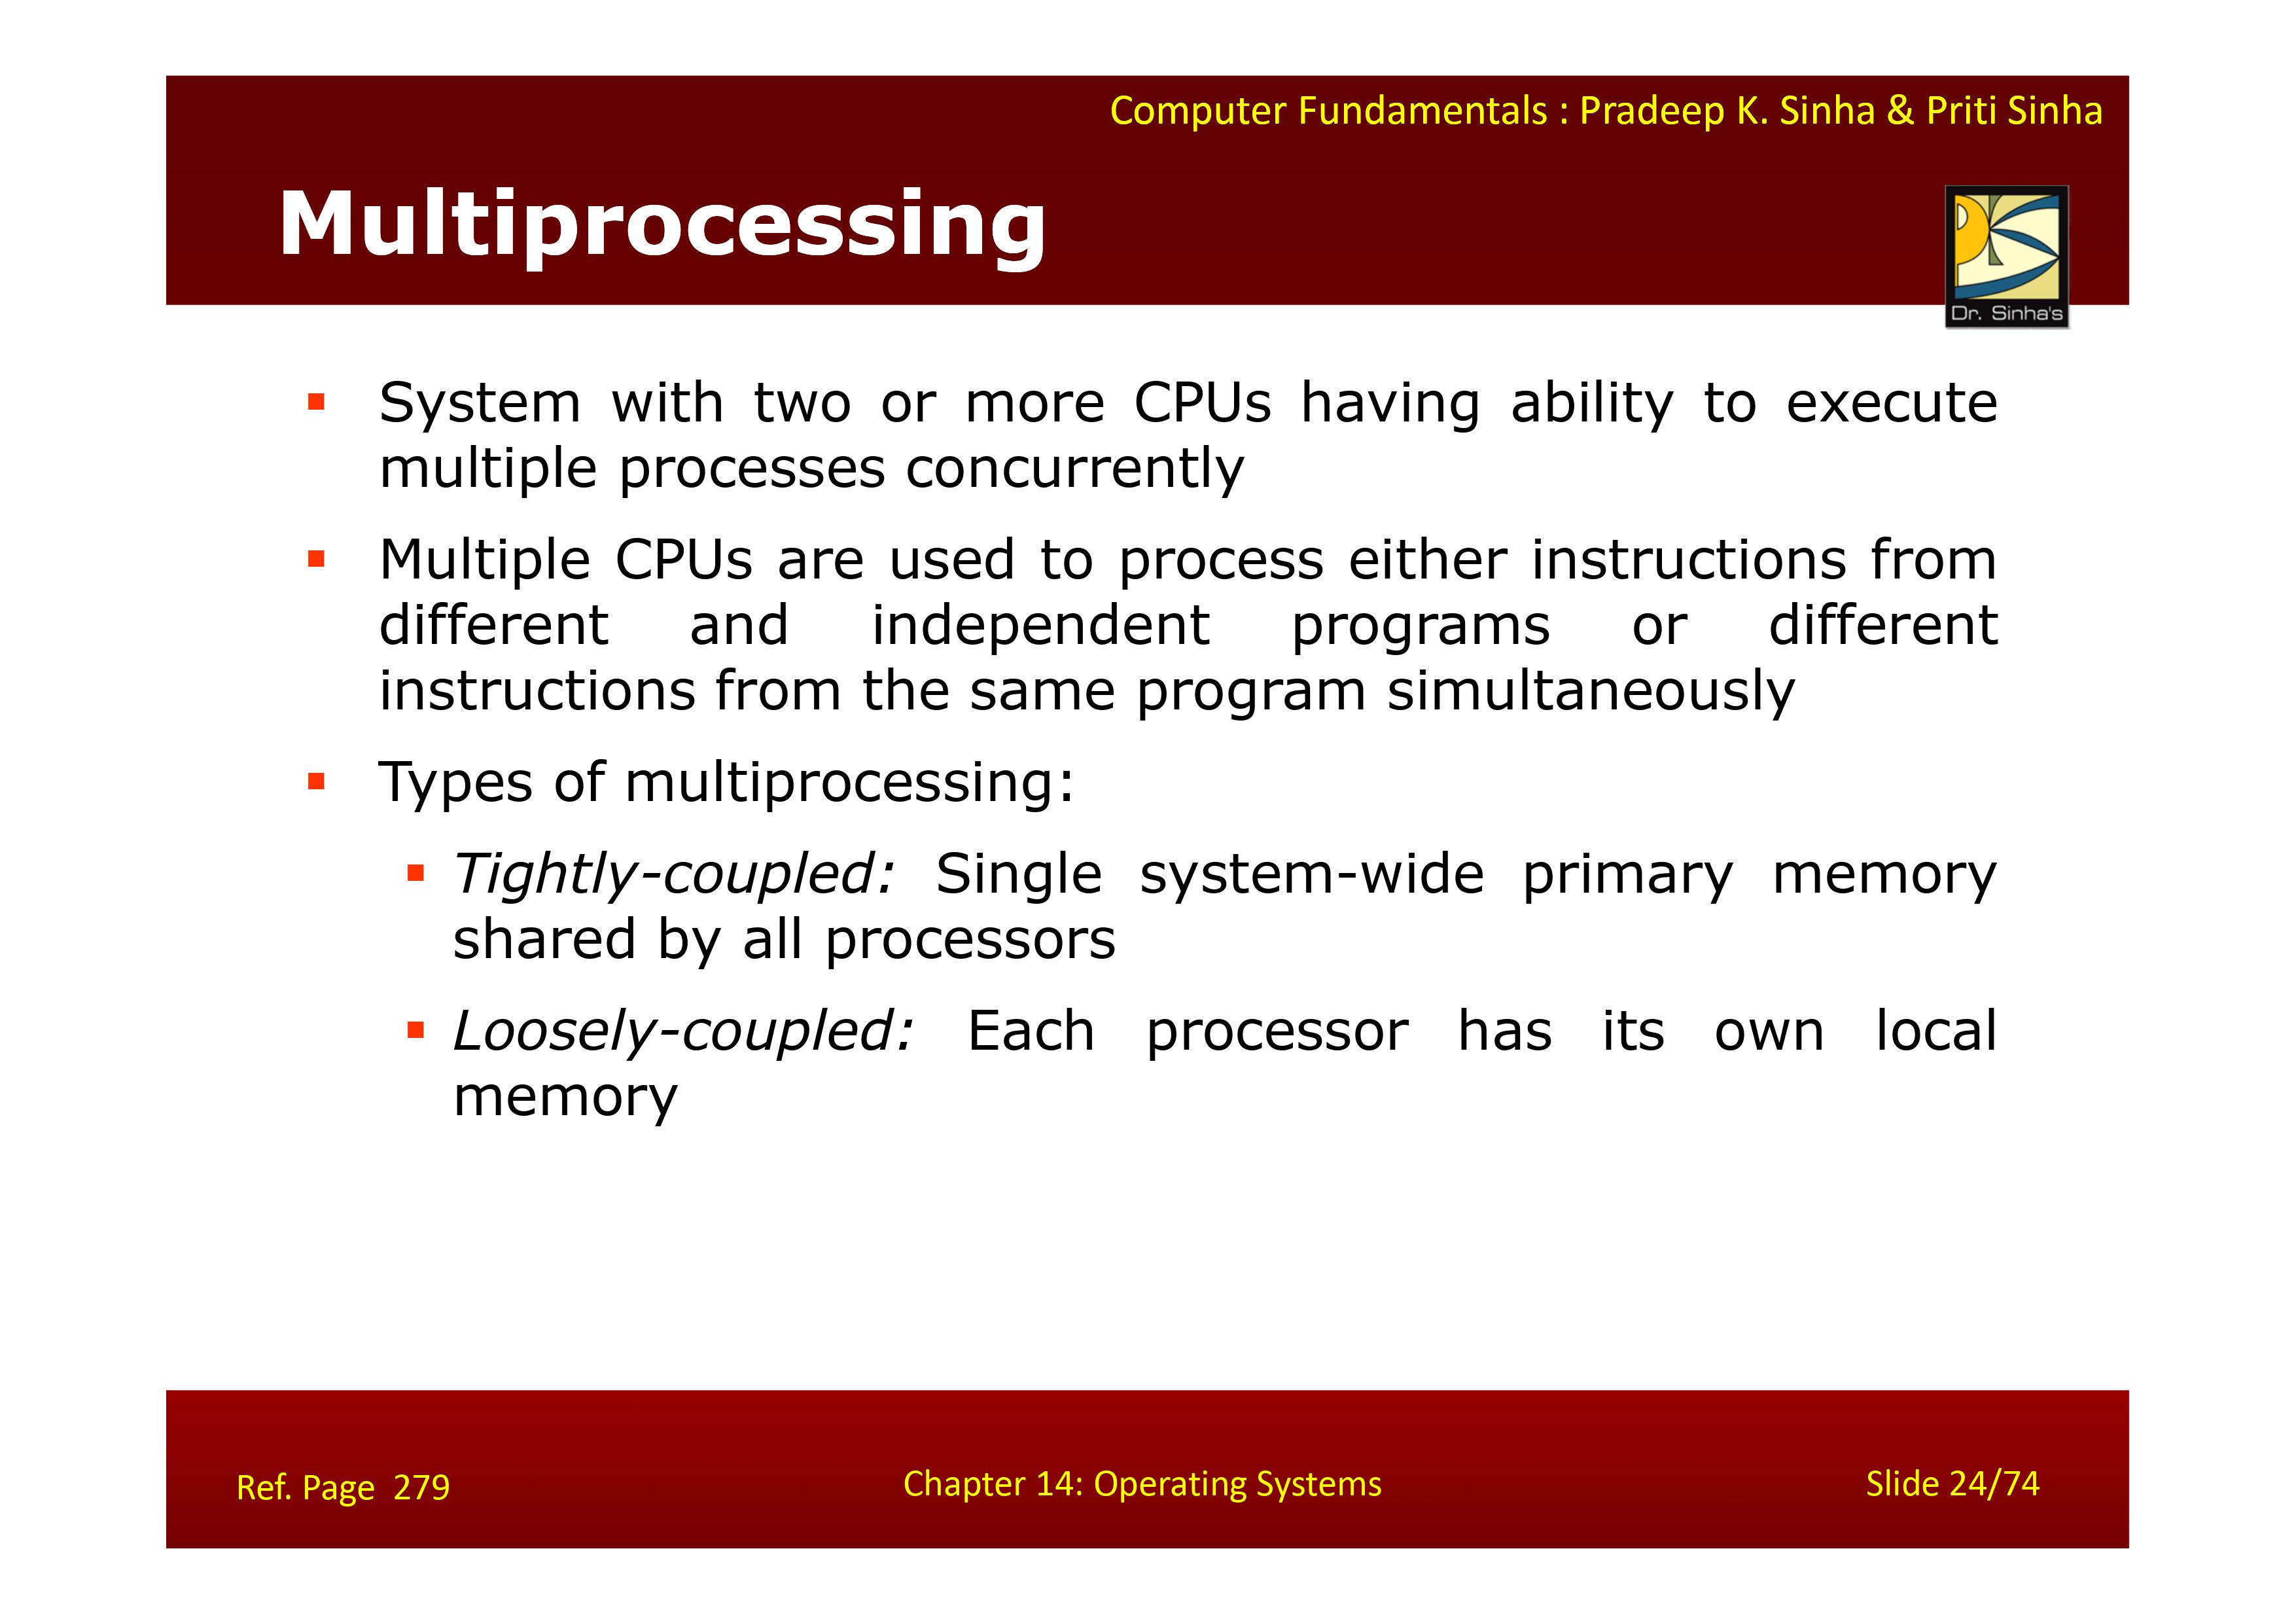 Computer Fundamentals : Pradeep K. Sinha & Priti Sinha
Multiprocessing
Dr. Sinha's
▪ System with two or more CPUs having ability to execute
multiple processes concurrently
▪ Multiple CPUs are used to process either instructions from
different and independent programs or different
instructions from the same program simultaneously
▪ Types of multiprocessing:
▪ Tightly-coupled: Single system-wide primary memory
shared by all processors
▪ Loosely-coupled: Each processor has its own local
memory
Ref. Page 279
Chapter 14: Operating Systems
Slide 24/74